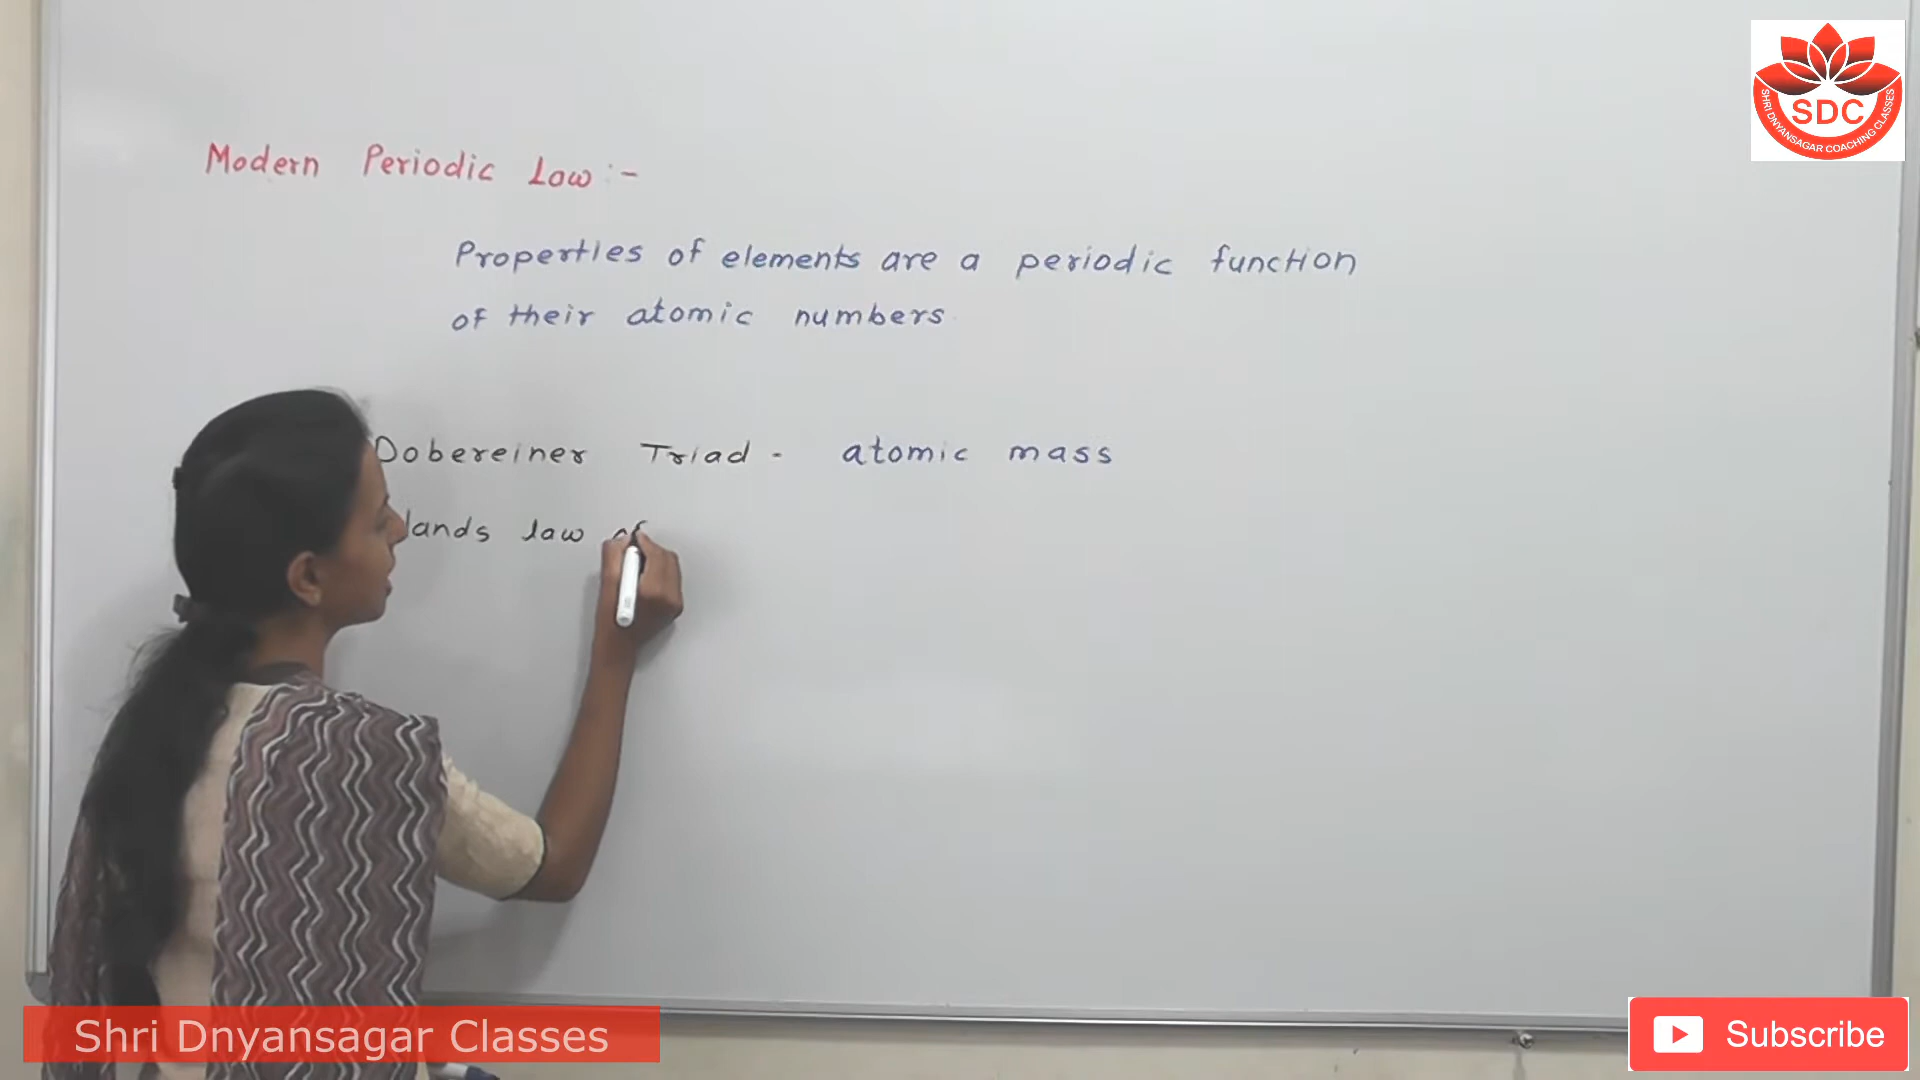 Modern Periodic Law :-
Properties of elements are a periodic function
of their atomic numbers
Dobereiner Triad - atomic mass
lands law of
SDC
SHRI DNYANSAGAR COACHING CLASSES
Shri Dnyansagar Classes
Subscribe